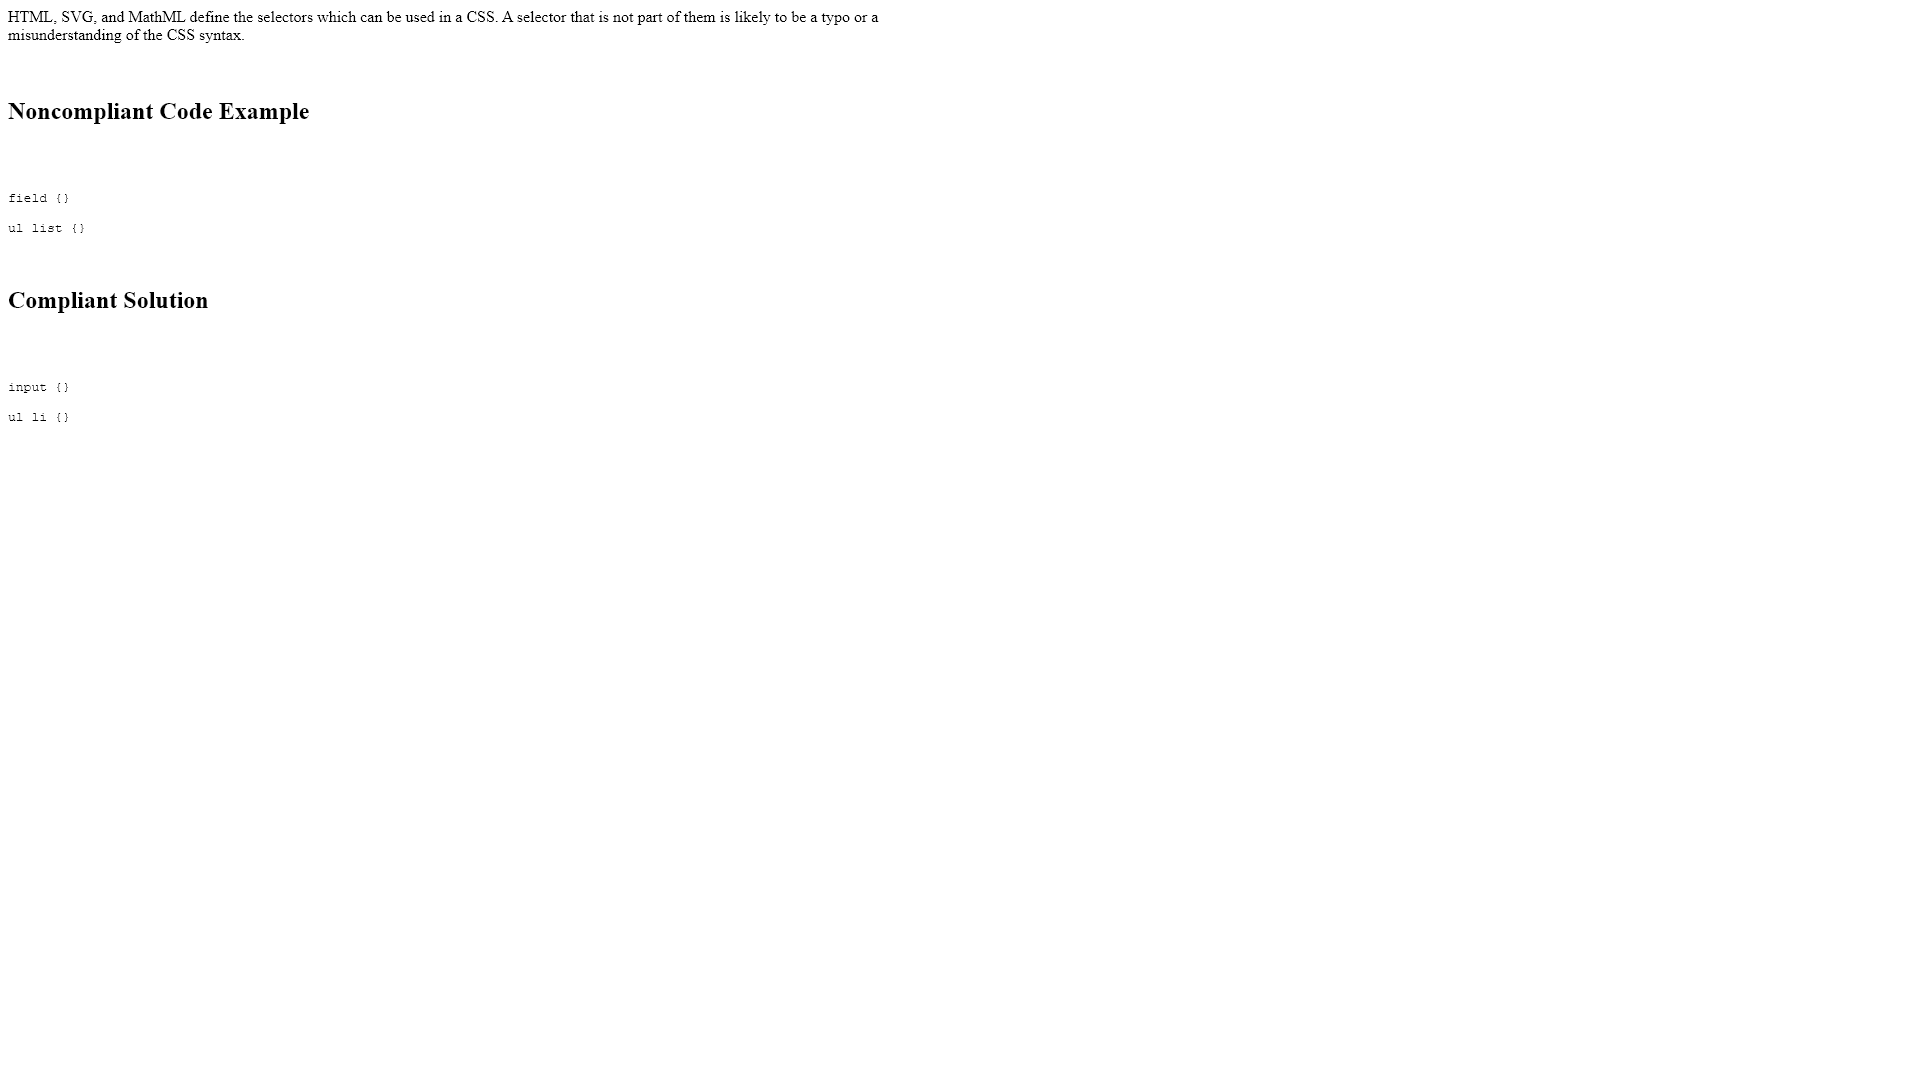 HTML, SVG, and MathML define the selectors which can be used in a CSS. A selector that is not part of them is likely to be a typo or a
misunderstanding of the CSS syntax.
Noncompliant Code Example
field {}
ul list {}
Compliant Solution
input {}
ul li {}